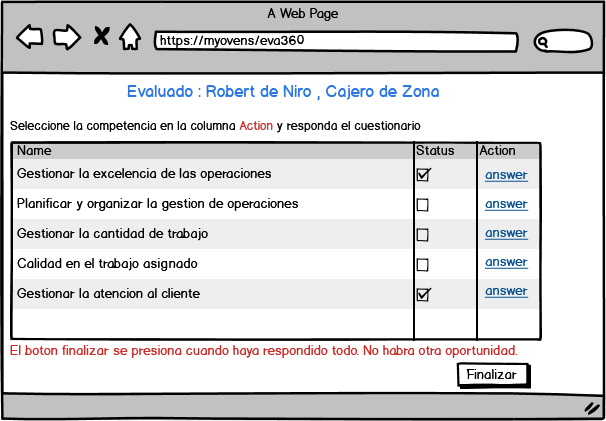 A Web Page
https://myovens/eva360
Evaluado : Robert de Niro , Cajero de Zona
Seleccione la competencia en la columna Action y responda el cuestionario
Name Status Action
Gestionar la excelencia de las operaciones answer
Planificar y organizar la gestion de operaciones answer
Gestionar la cantidad de trabajo answer
Calidad en el trabajo asignado answer
Gestionar la atencion al cliente answer
El boton finalizar se presiona cuando haya respondido todo. No habra otra oportunidad.
Finalizar